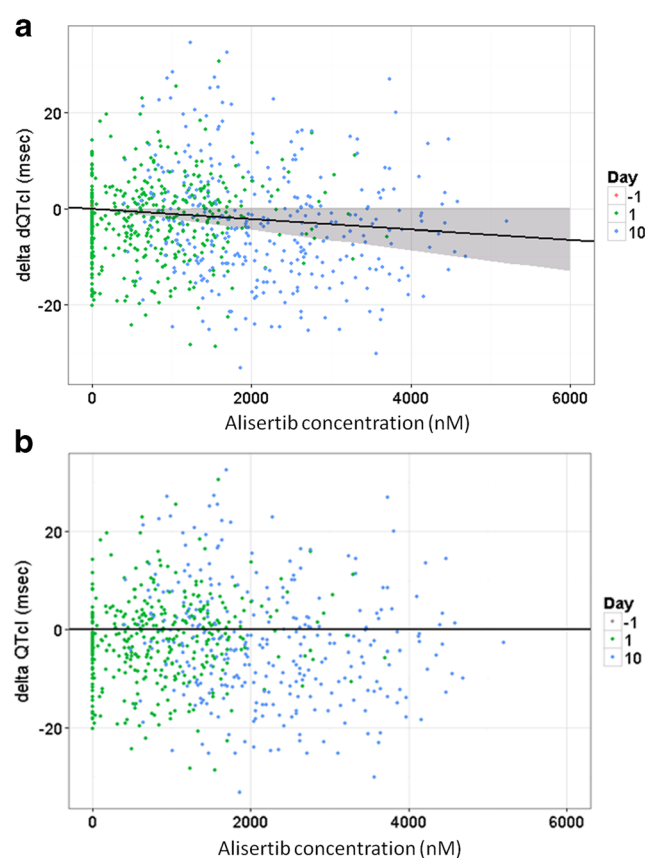 a
delta dQTcI (msec)
20
0
-20
0 2000 4000 6000
Alisertib concentration (nM)
Day
-1
1
10
b
delta QTcI (msec)
20
0
-20
0 2000 4000 6000
Alisertib concentration (nM)
Day
-1
1
10